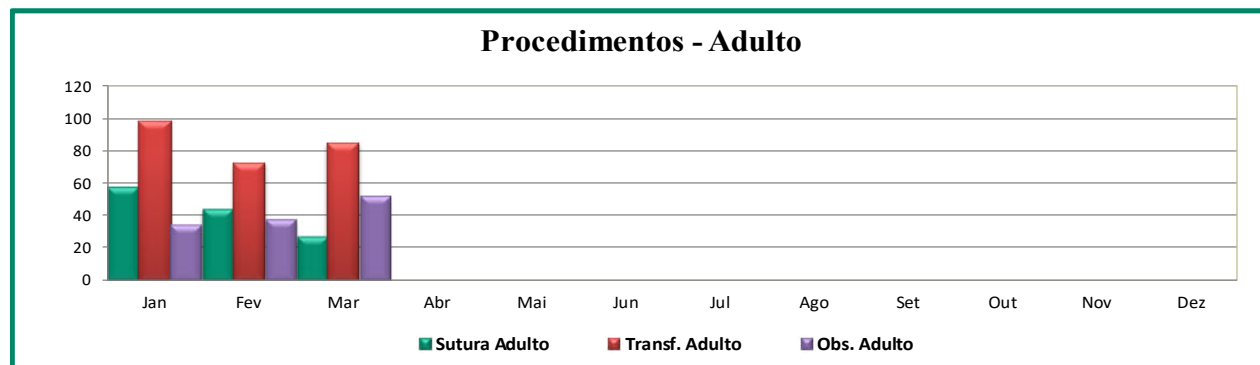 Procedimentos - Adulto
120
100
80
60
40
20
0
Jan Fev Mar Abr Mai Jun Jul Ago Set Out Nov Dez
Sutura Adulto Transf. Adulto Obs. Adulto